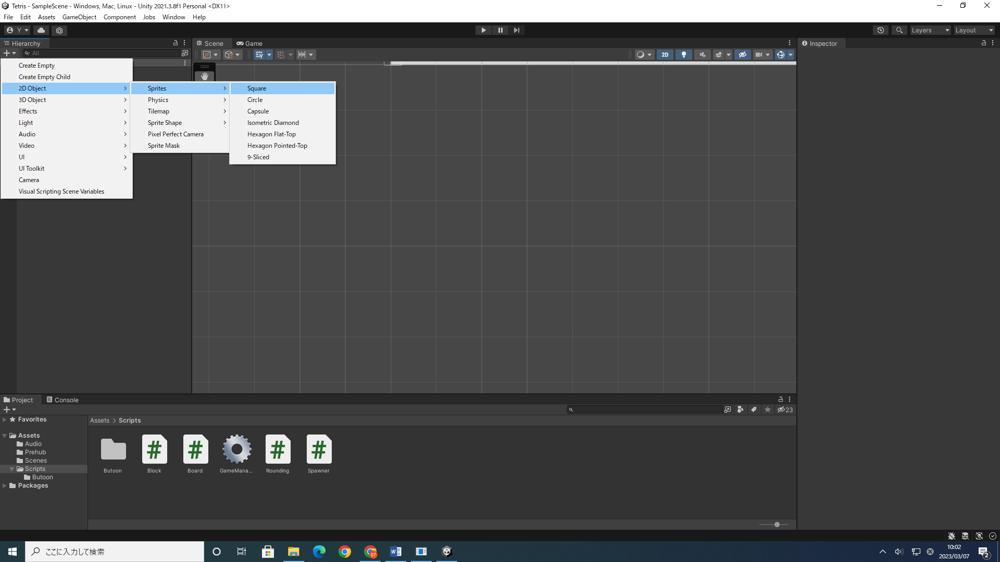 Tetris - SampleScene - Windows, Mac, Linux - Unity 2021.3.8f1 Personal <DX11>
File Edit Assets GameObject Component Jobs Window Help
Y
Layers Layout
Hierarchy
Scene Game
Inspector
All
2D
Create Empty
Create Empty Child
2D Object
3D Object
Effects
Light
Audio
Video
UI
UI Toolkit
Camera
Visual Scripting Scene Variables
Sprites
Physics
Tilemap
Sprite Shape
Pixel Perfect Camera
Sprite Mask
Square
Circle
Capsule
Isometric Diamond
Hexagon Flat-Top
Hexagon Pointed-Top
9-Sliced
Project Console
23
Favorites
Assets
Audio
Prehub
Scenes
Scripts
Butoon
Packages
Assets > Scripts
Butoon Block Board GameMana... Rounding Spawner
ここに入力して検索
07
10:02
2023/03/07
2